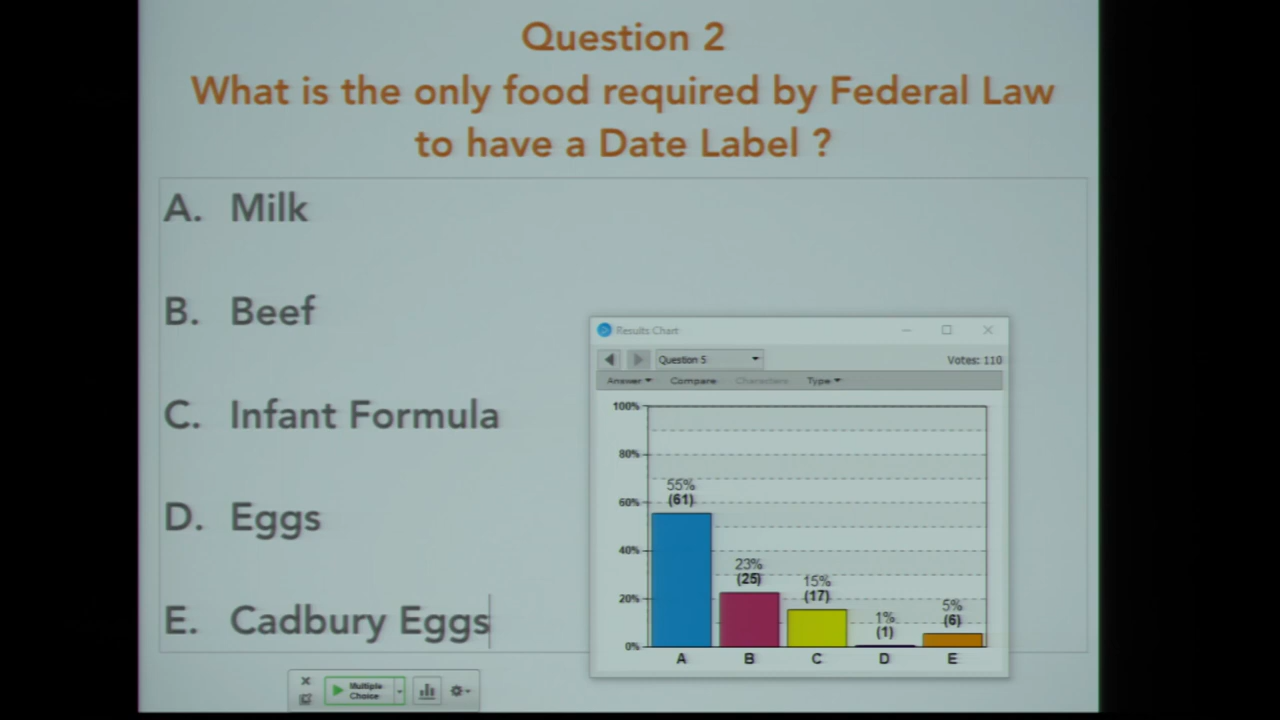 Question 2
What is the only food required by Federal Law
to have a Date Label ?
A. Milk
B. Beef
C. Infant Formula
D. Eggs
E. Cadbury Eggs
Results Chart
Question 5
Votes: 110
Answer Compare Characters Type
100%
80%
60%
40%
20%
0%
55%
(61)
23%
(25)
15%
(17)
1%
(1)
5%
(6)
A B C D E
Multiple
Choice